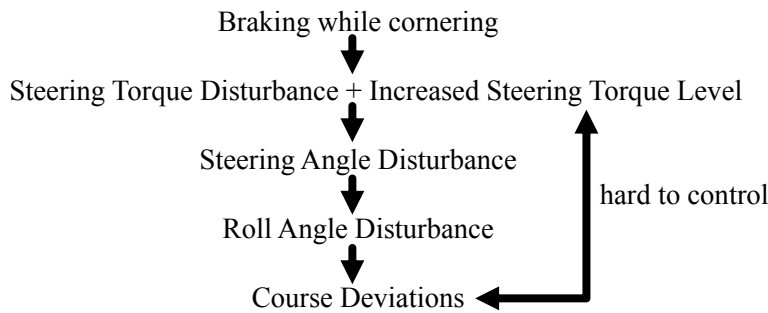 Braking while cornering
Steering Torque Disturbance + Increased Steering Torque Level
Steering Angle Disturbance
hard to control
Roll Angle Disturbance
Course Deviations